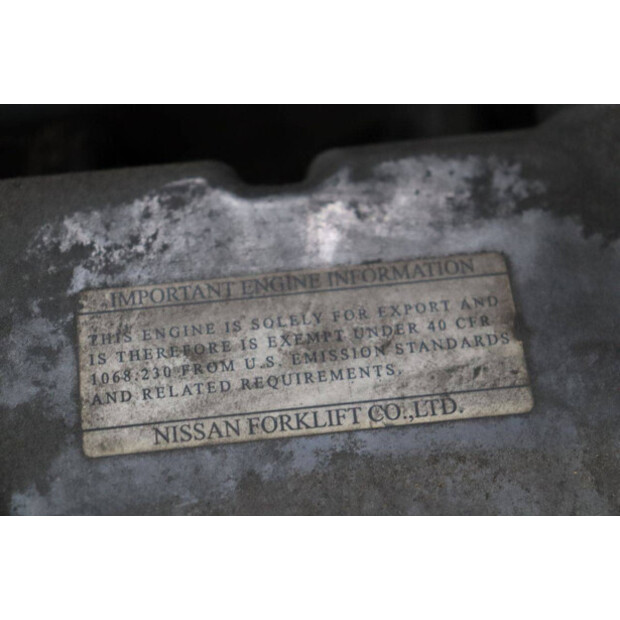 IMPORTANT ENGINE INFORMATION
THIS ENGINE IS SOLELY FOR EXPORT AND
IS THEREFORE IS EXEMPT UNDER 40 CFR
1068.230 FROM U.S. EMISSION STANDARDS
AND RELATED REQUIREMENTS.
NISSAN FORKLIFT CO.,LTD.